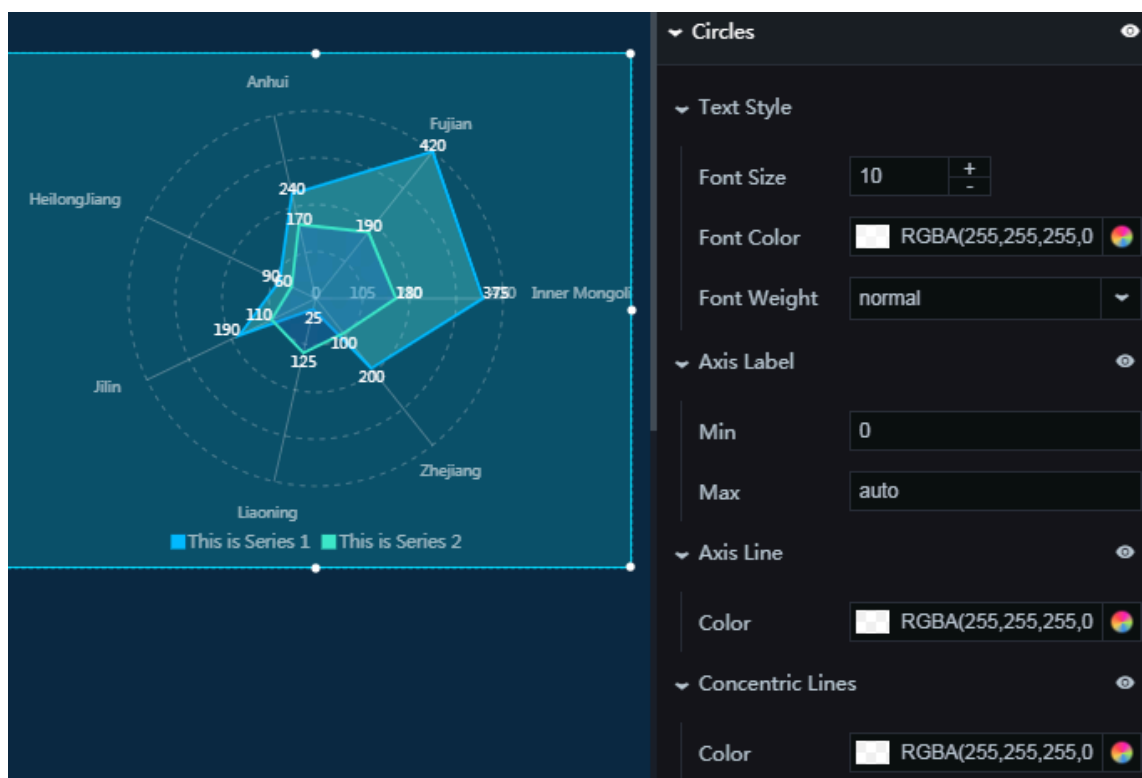 Anhui
Fujian
420
HeilongJiang
240
170
190
90
60
0
105
180
375
Inner Mongoli
190
110
25
100
125
200
Jilin
Zhejiang
Liaoning
This is Series 1
This is Series 2
Circles
Text Style
Font Size
10
+
-
Font Color
RGBA(255,255,255,0
Font Weight
normal
Axis Label
Min
0
Max
auto
Axis Line
Color
RGBA(255,255,255,0
Concentric Lines
Color
RGBA(255,255,255,0